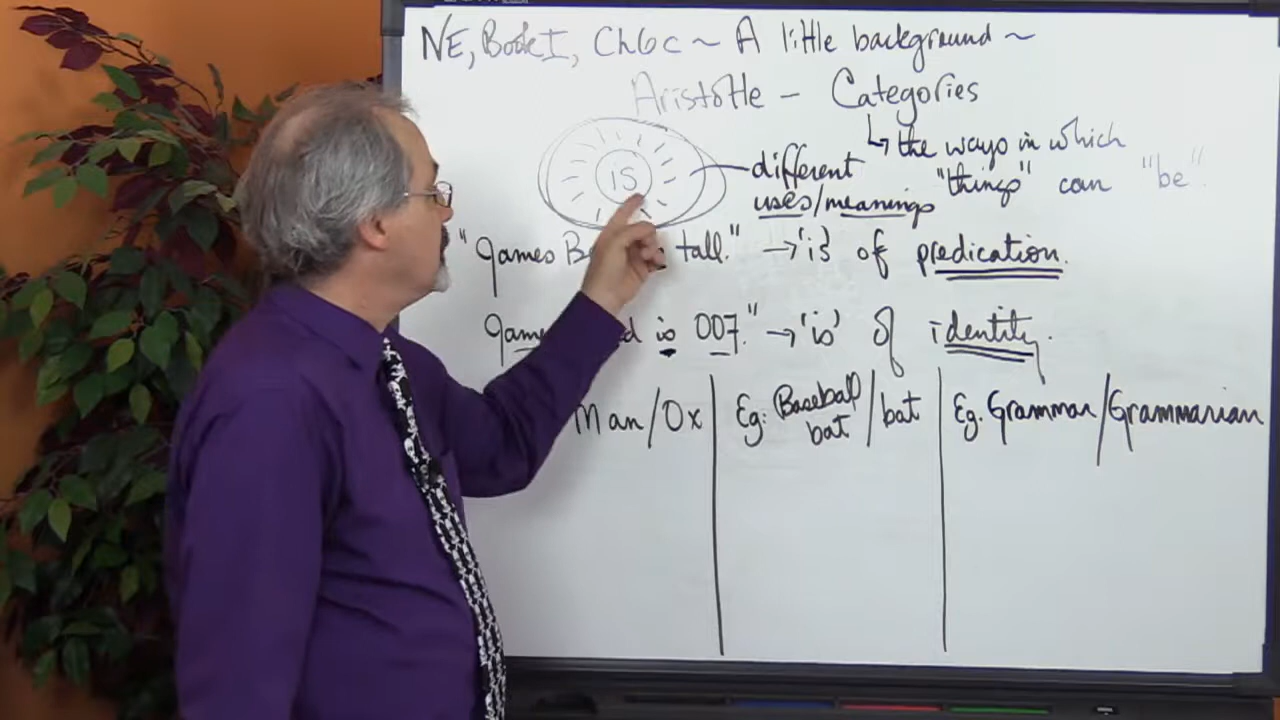 NE, Book I, Ch6c ~ A little background ~
Aristotle - Categories
↳ the ways in which
"things" can "be".
is
different
uses/meanings
"James tall." → 'is' of predication.
is 007." → 'is' of identity.
Man/Ox
Eg: Baseball bat / bat
Eg. Grammar/Grammarian